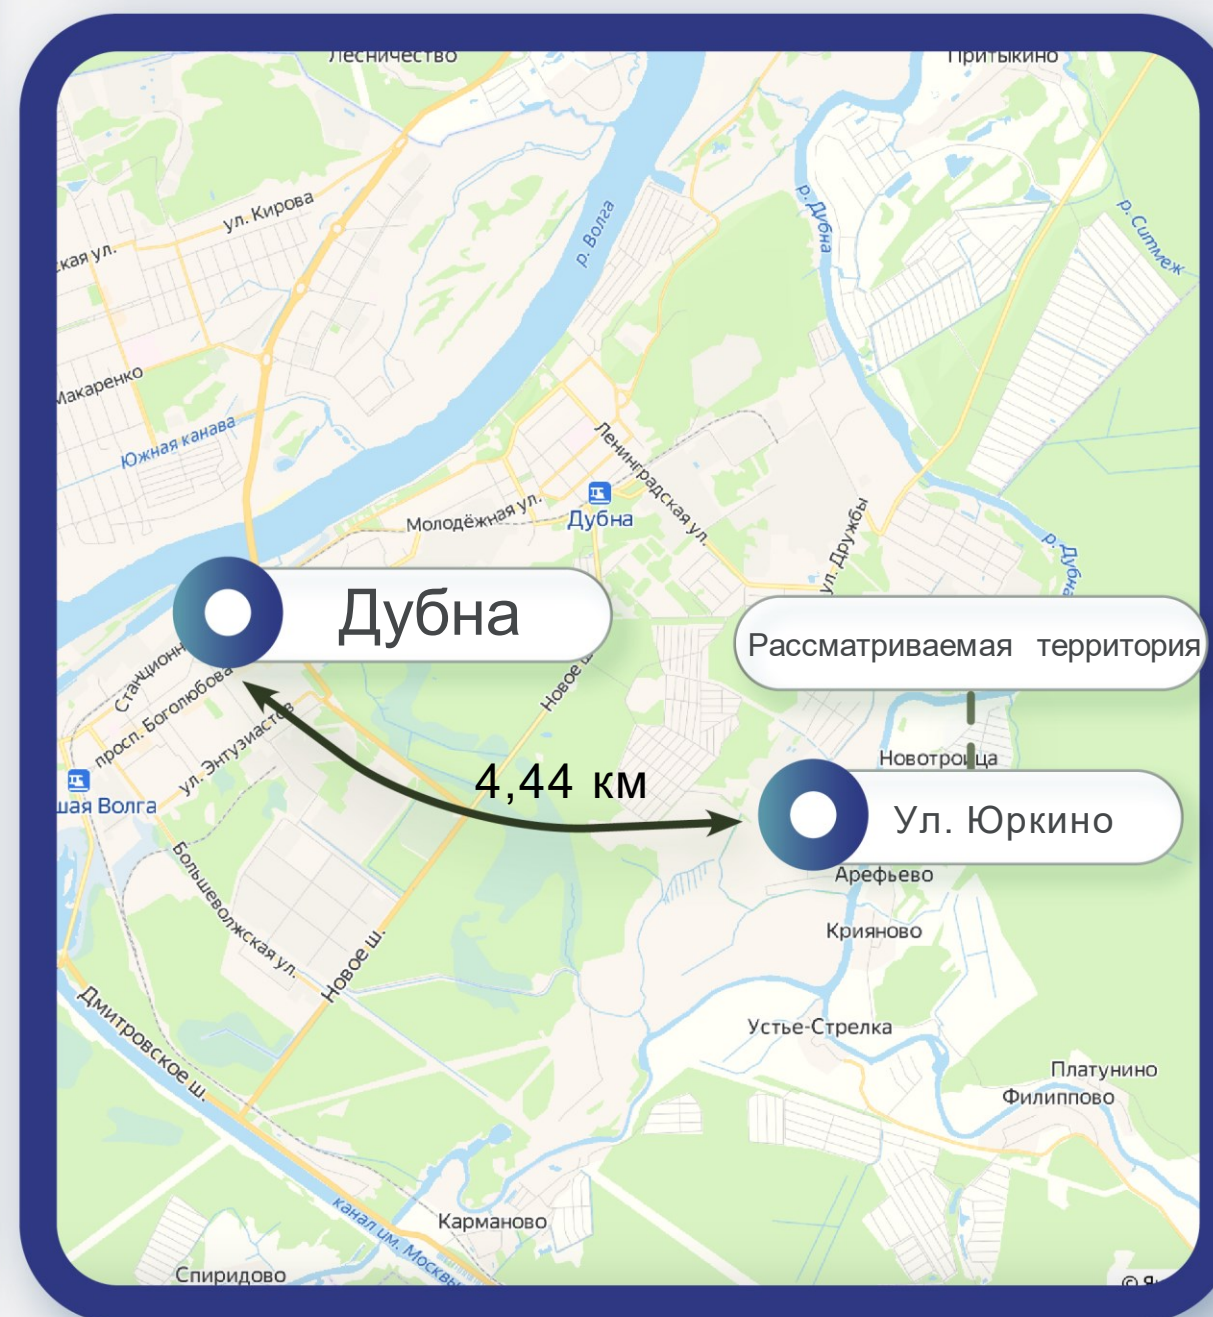 Лесничество
Притыкино
ул. Кирова
р. Волга
р. Дубна
р. Ситмеж
ская ул.
Макаренко
Южная канава
Ленинградская ул.
Молодёжная ул.
Дубна
ул. Дружбы
р. Дубна
Дубна
Рассматриваемая территория
Станционн
просп. Боголюбова
ул. Энтузиастов
Новое ш.
4,44 км
Новотроица
шая Волга
Ул. Юркино
Большеволжская ул.
Арефьево
Крияново
Новое ш.
Дмитровское ш.
Устье-Стрелка
Платунино
Филиппово
канал им. Москвы
Карманово
Спиридово